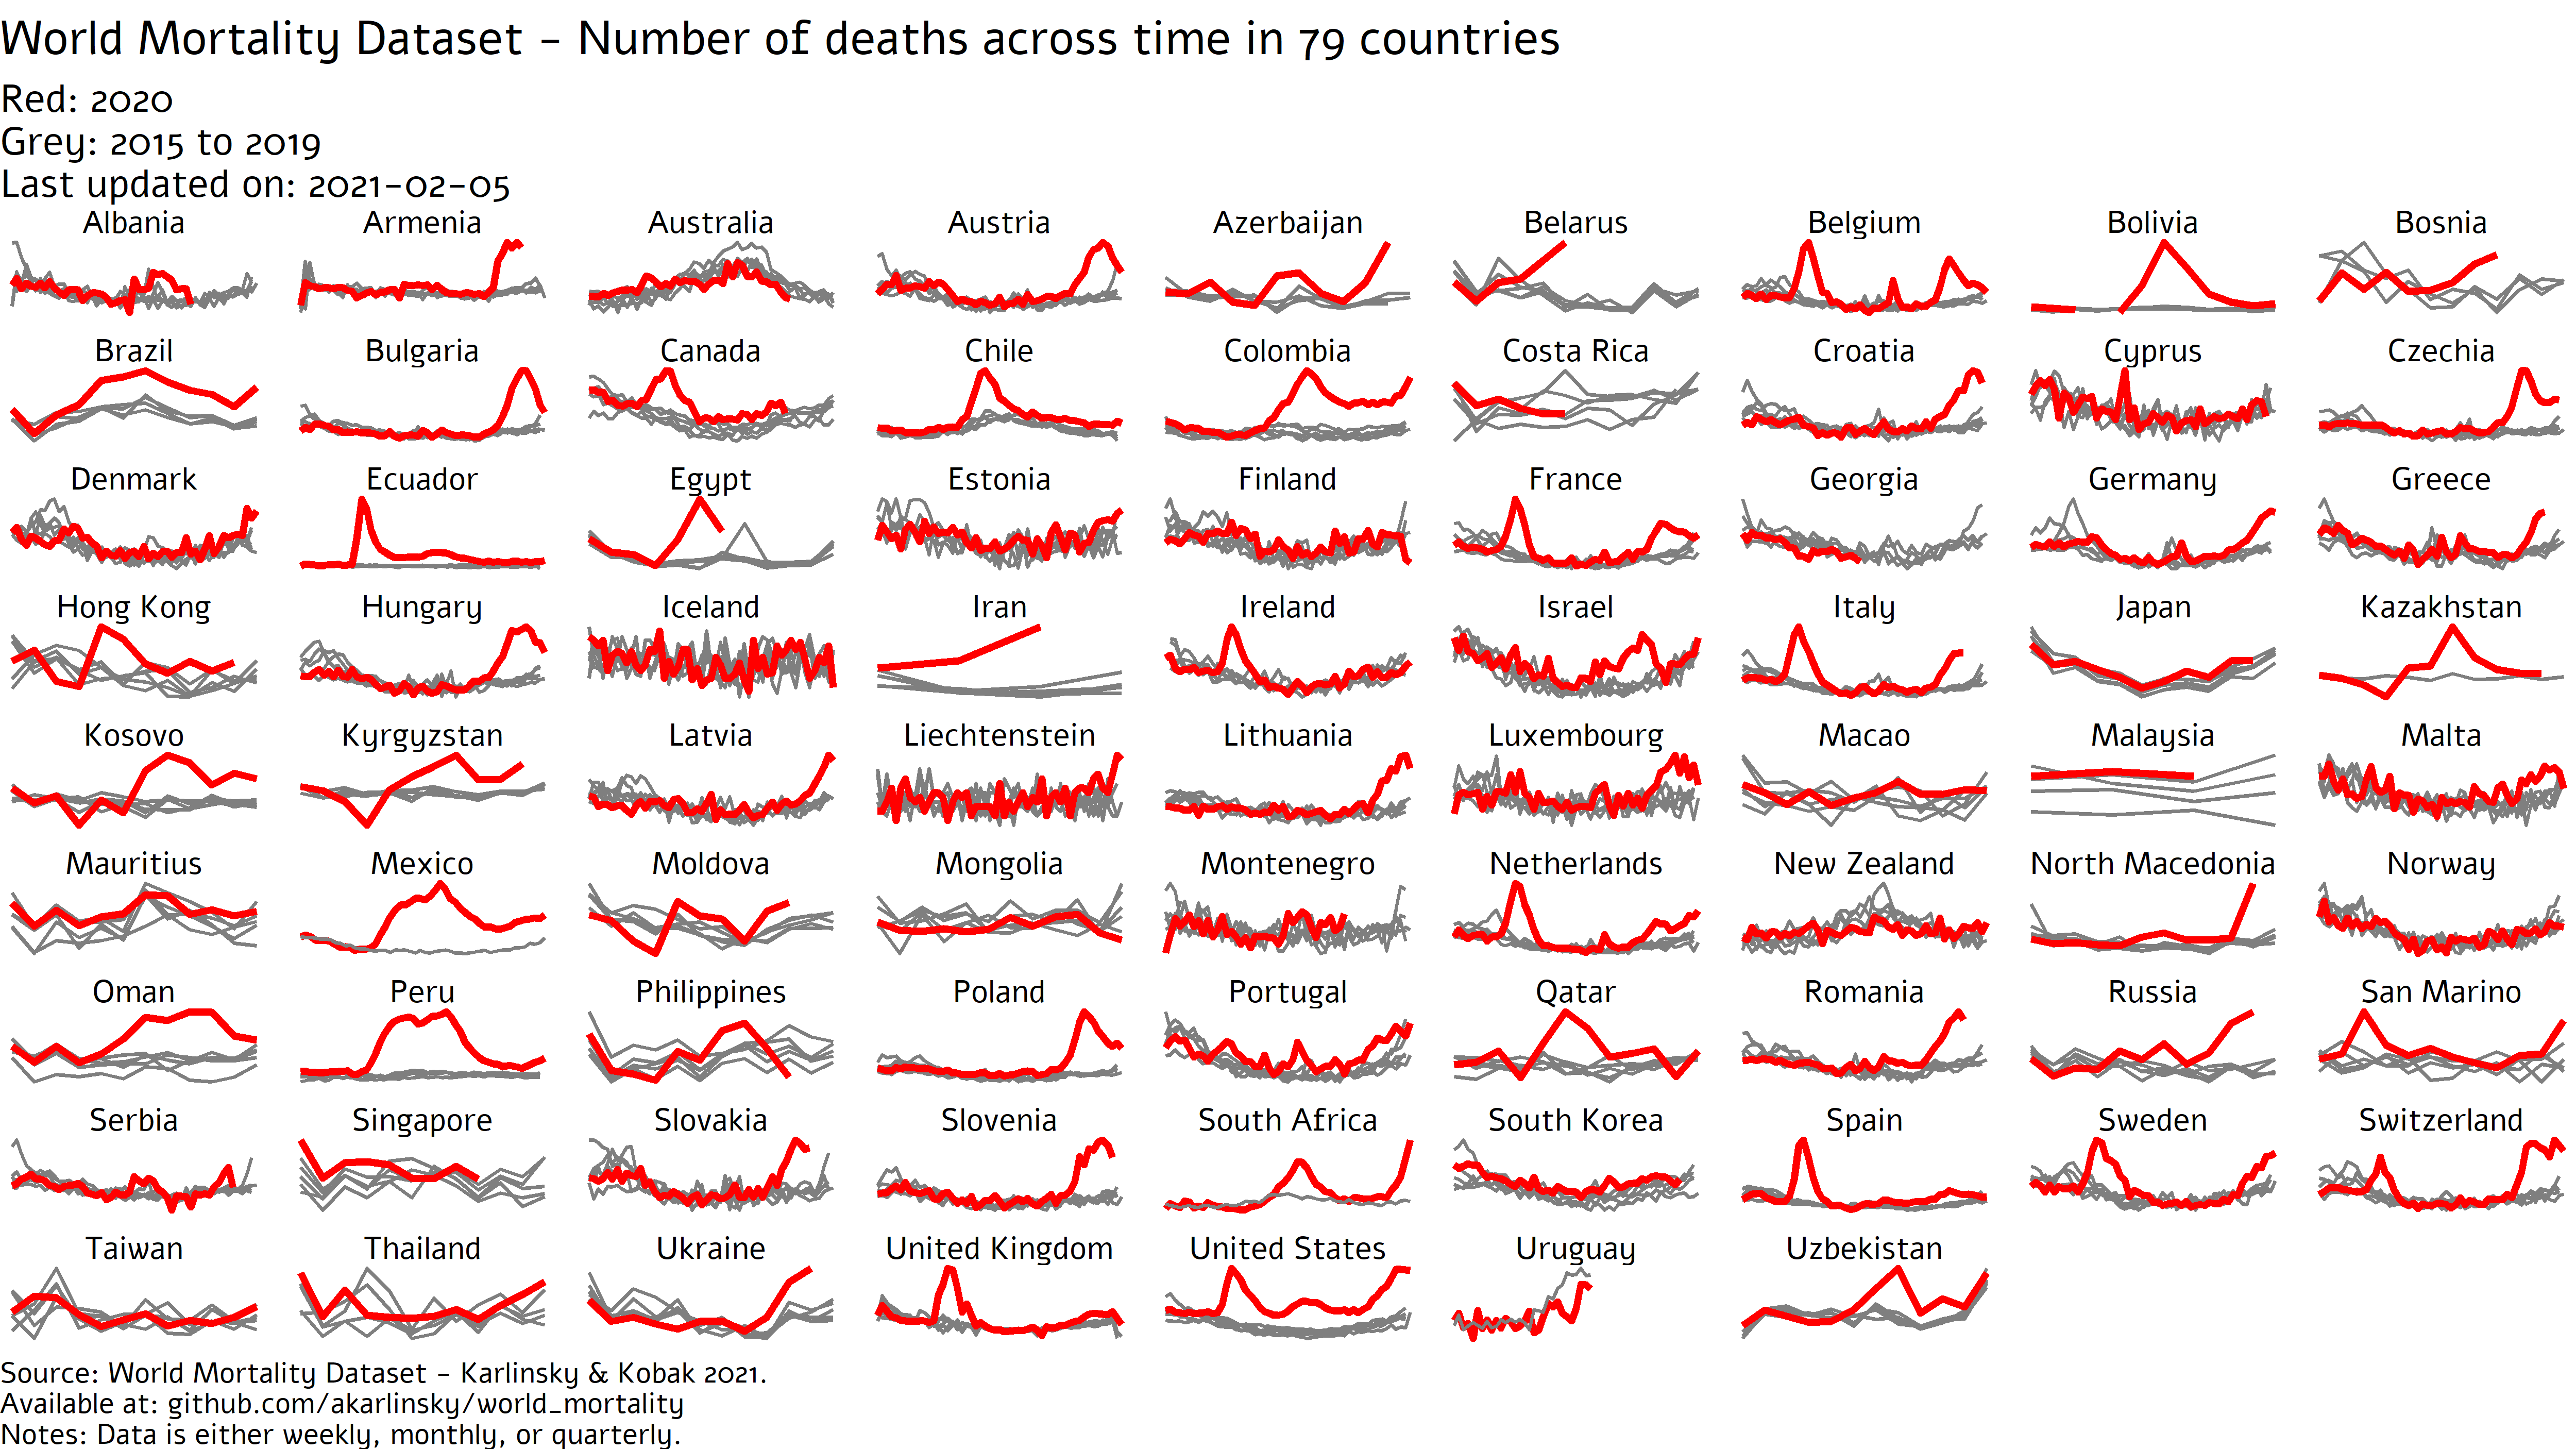 World Mortality Dataset - Number of deaths across time in 79 countries
Red: 2020
Grey: 2015 to 2019
Last updated on: 2021-02-05
Albania Armenia Australia Austria Azerbaijan Belarus Belgium Bolivia Bosnia
Brazil Bulgaria Canada Chile Colombia Costa Rica Croatia Cyprus Czechia
Denmark Ecuador Egypt Estonia Finland France Georgia Germany Greece
Hong Kong Hungary Iceland Iran Ireland Israel Italy Japan Kazakhstan
Kosovo Kyrgyzstan Latvia Liechtenstein Lithuania Luxembourg Macao Malaysia Malta
Mauritius Mexico Moldova Mongolia Montenegro Netherlands New Zealand North Macedonia Norway
Oman Peru Philippines Poland Portugal Qatar Romania Russia San Marino
Serbia Singapore Slovakia Slovenia South Africa South Korea Spain Sweden Switzerland
Taiwan Thailand Ukraine United Kingdom United States Uruguay Uzbekistan
Source: World Mortality Dataset - Karlinsky & Kobak 2021.
Available at: github.com/akarlinsky/world_mortality
Notes: Data is either weekly, monthly, or quarterly.